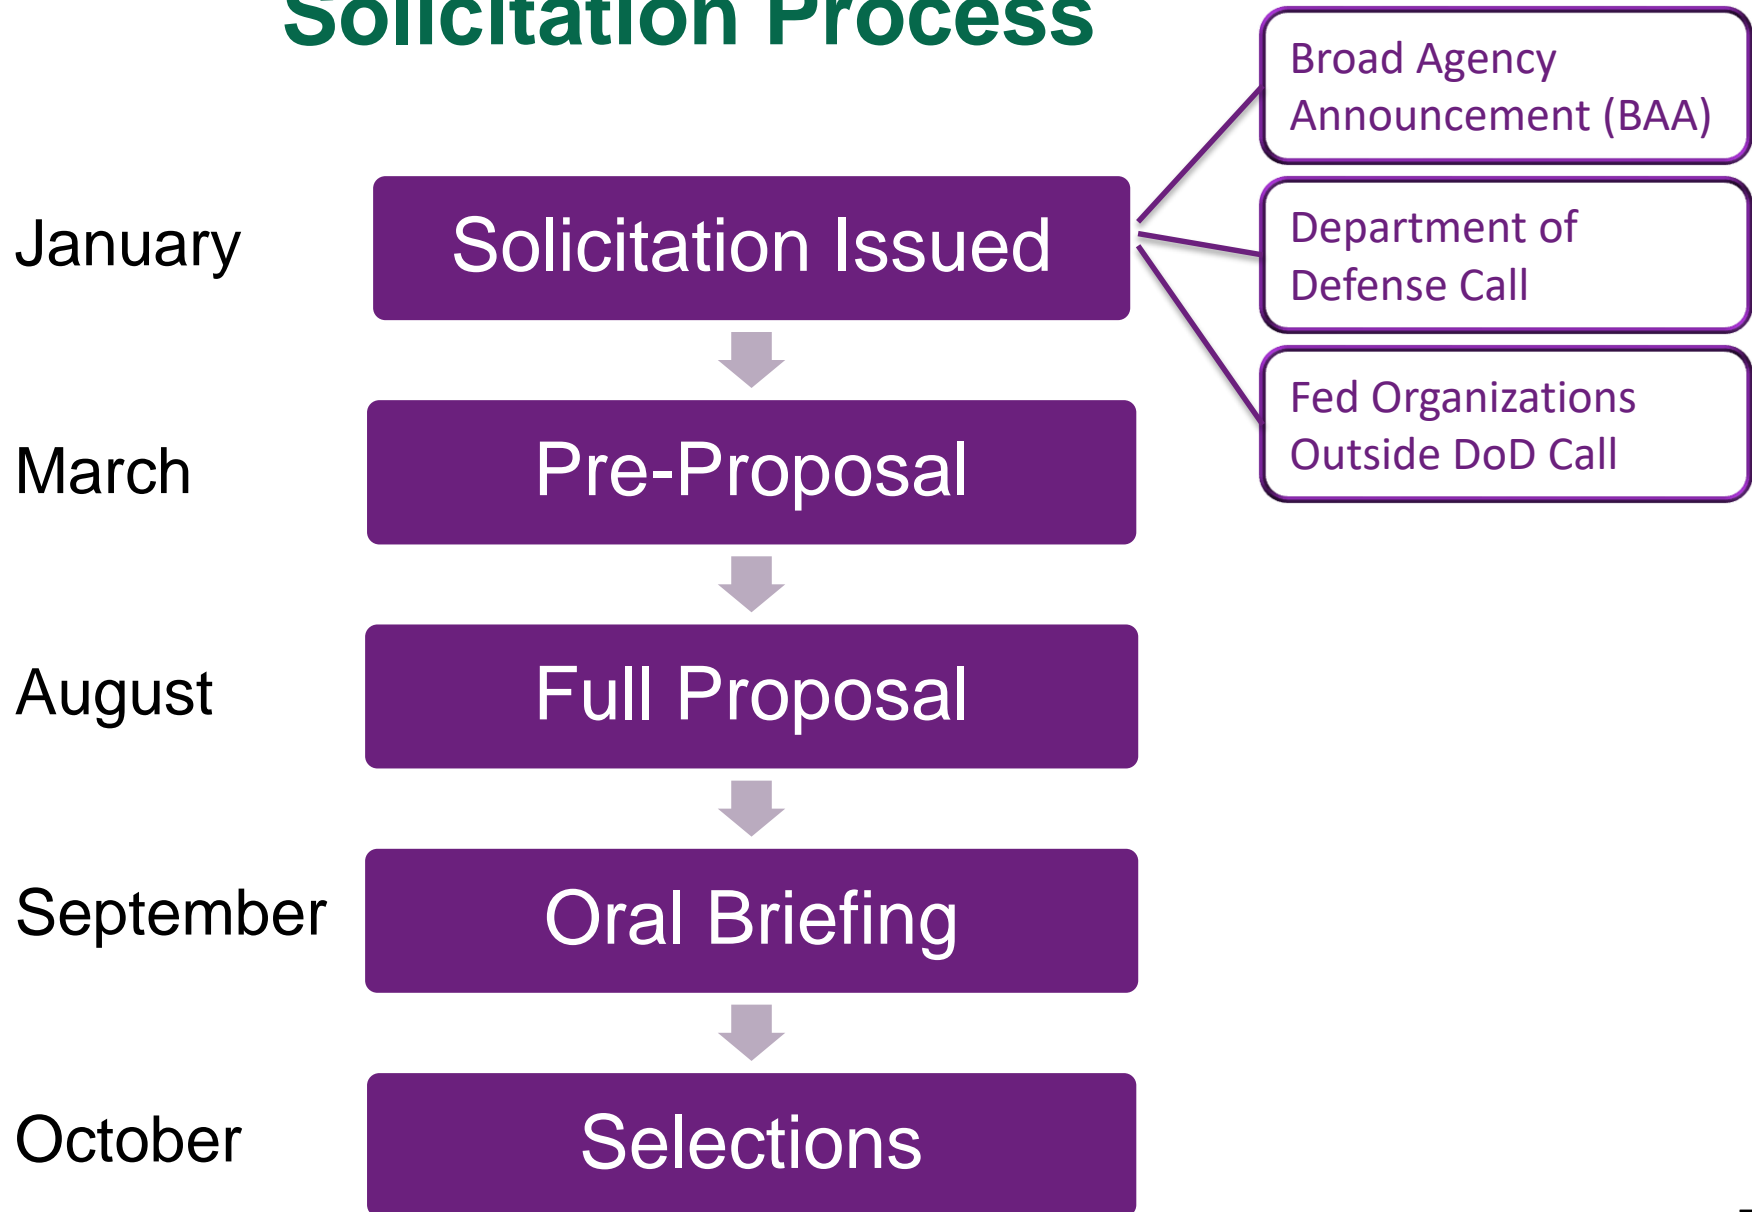 Solicitation Process
Broad Agency
Announcement (BAA)
January
Solicitation Issued
Department of
Defense Call
Fed Organizations
Outside DoD Call
March
Pre-Proposal
August
Full Proposal
September
Oral Briefing
October
Selections